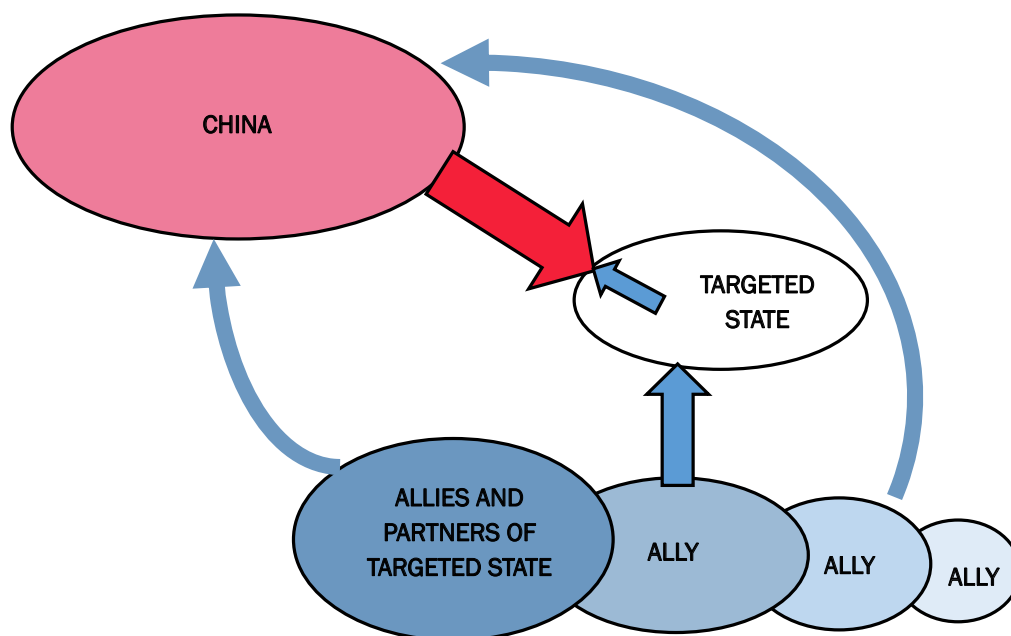 CHINA
TARGETED
STATE
ALLIES AND
PARTNERS OF
TARGETED STATE
ALLY
ALLY
ALLY